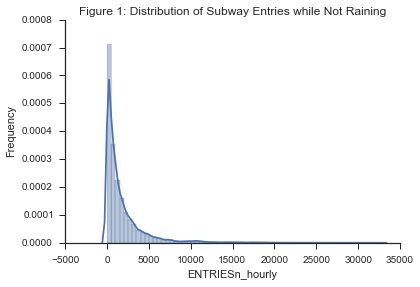 Figure 1: Distribution of Subway Entries while Not Raining
0.0008
0.0007
0.0006
0.0005
0.0004
0.0003
0.0002
0.0001
0.0000
Frequency
−5000 0 5000 10000 15000 20000 25000 30000 35000
ENTRIESn_hourly